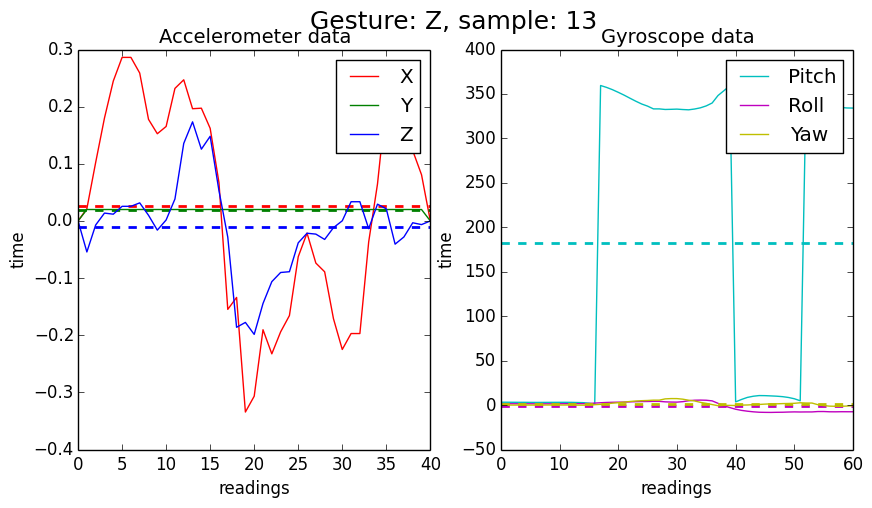 Gesture: Z, sample: 13
Accelerometer data
0.3
0.2
0.1
0.0
−0.1
−0.2
−0.3
−0.4
0
5
10
15
20
25
30
35
40
time
readings
X
Y
Z
Gyroscope data
400
350
300
250
200
150
100
50
0
−50
0
10
20
30
40
50
60
time
readings
Pitch
Roll
Yaw